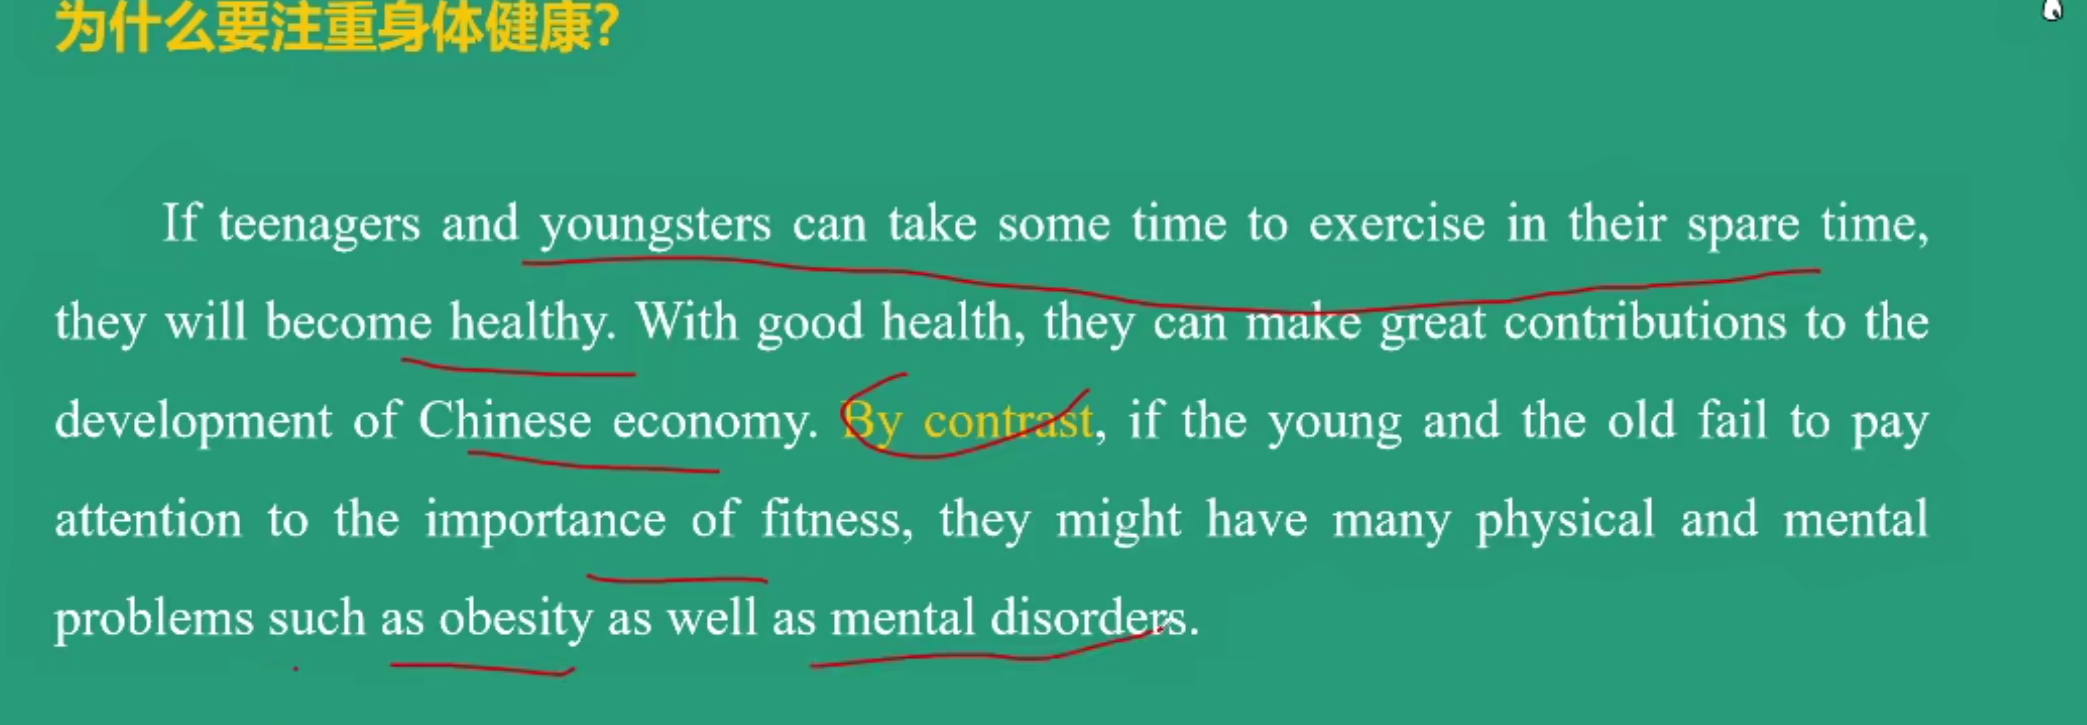 为什么要注重身体健康?
If teenagers and youngsters can take some time to exercise in their spare time,
they will become healthy. With good health, they can make great contributions to the
development of Chinese economy. By contrast, if the young and the old fail to pay
attention to the importance of fitness, they might have many physical and mental
problems such as obesity as well as mental disorders.